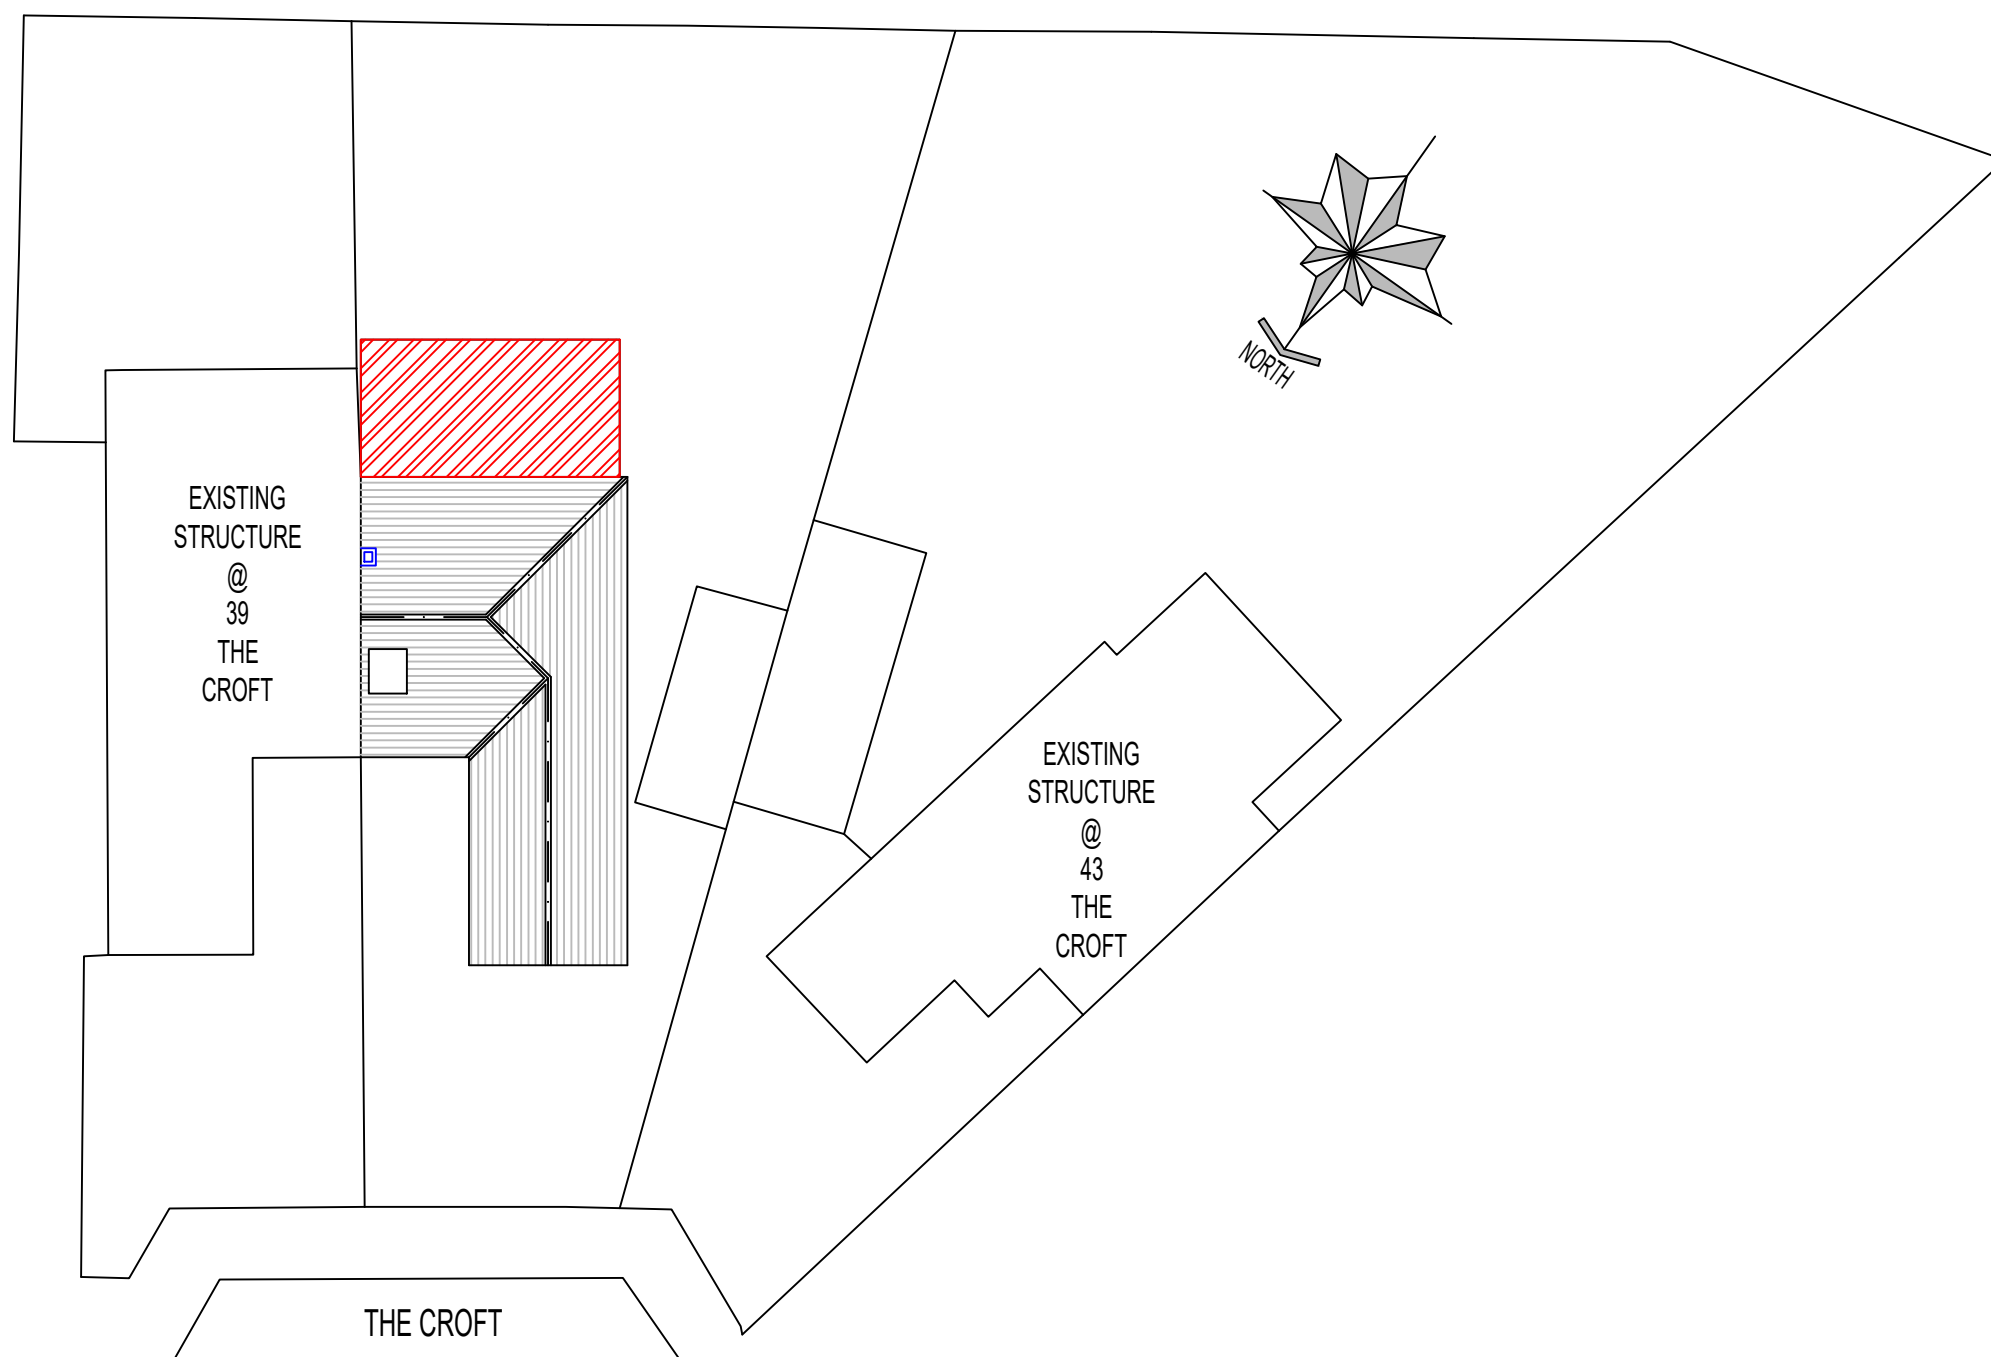 NORTH
EXISTING
STRUCTURE
@
39
THE
CROFT
EXISTING
STRUCTURE
@
43
THE
CROFT
THE CROFT